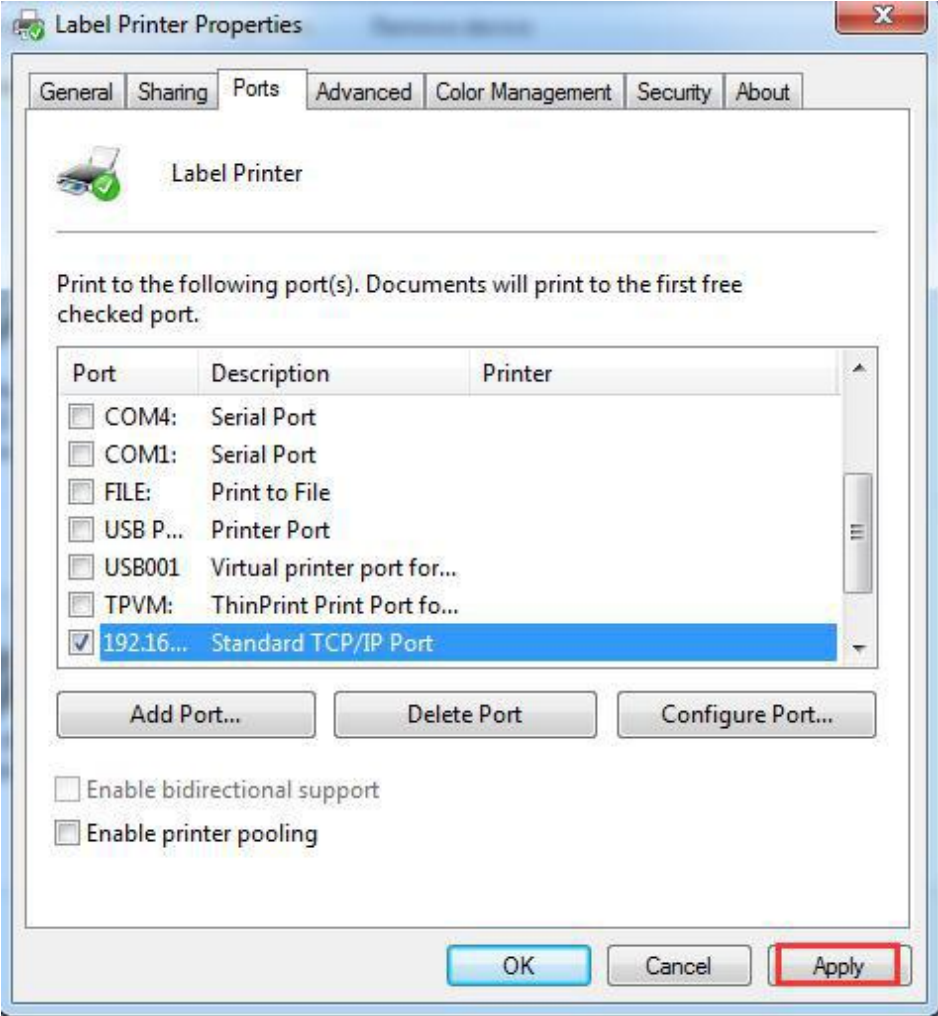 Label Printer Properties
General Sharing Ports Advanced Color Management Security About
Label Printer
Print to the following port(s). Documents will print to the first free
checked port.
Port Description Printer
COM4: Serial Port
COM1: Serial Port
FILE: Print to File
USB P... Printer Port
USB001 Virtual printer port for...
TPVM: ThinPrint Print Port fo...
192.16... Standard TCP/IP Port
Add Port... Delete Port Configure Port...
Enable bidirectional support
Enable printer pooling
OK Cancel Apply